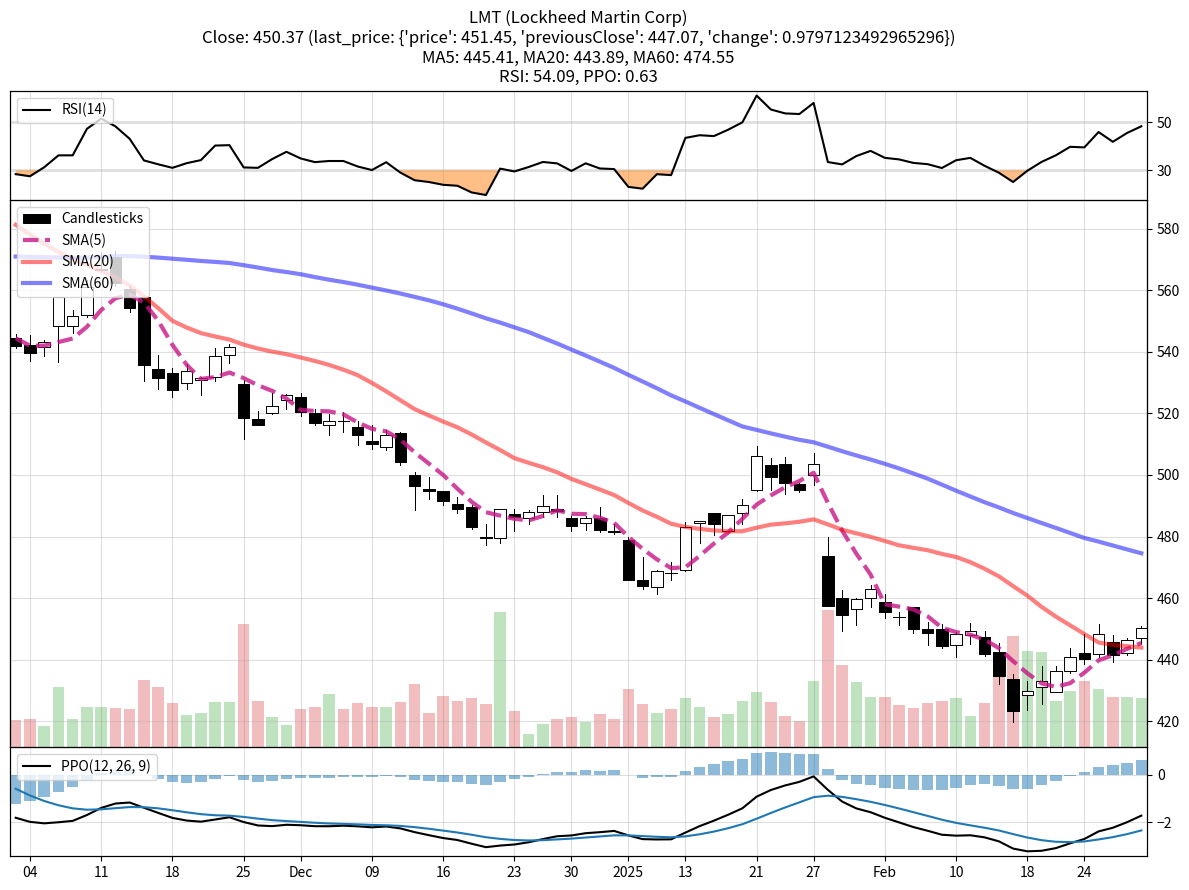 LMT (Lockheed Martin Corp)
Close: 450.37 (last_price: {'price': 451.45, 'previousClose': 447.07, 'change': 0.9797123492965296})
MA5: 445.41, MA20: 443.89, MA60: 474.55
RSI: 54.09, PPO: 0.63
RSI(14)
50
30
Candlesticks
SMA(5)
SMA(20)
SMA(60)
580
560
540
520
500
480
460
440
420
PPO(12, 26, 9)
0
−2
04 11 18 25 Dec 09 16 23 30 2025 13 21 27 Feb 10 18 24